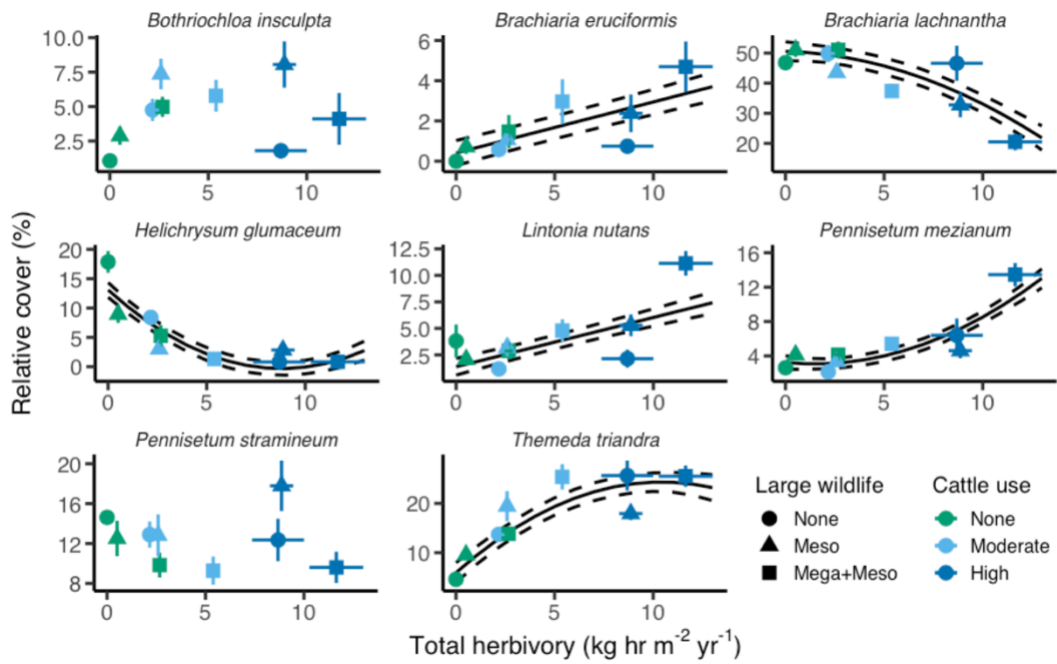 Bothriochloa insculpta
Brachiaria eruciformis
Brachiaria lachnantha
10.0
7.5
5.0
2.5
0 5 10
6
4
2
0
0 5 10
50
40
30
20
0 5 10
Relative cover (%)
Helichrysum glumaceum
Lintonia nutans
Pennisetum mezianum
20
15
10
5
0
0 5 10
12.5
10.0
7.5
5.0
2.5
0 5 10
16
12
8
4
0 5 10
Pennisetum stramineum
Themeda triandra
20
16
12
8
0 5 10
20
10
0 5 10
Large wildlife
None
Meso
Mega+Meso
Cattle use
None
Moderate
High
Total herbivory (kg hr m⁻² yr⁻¹)